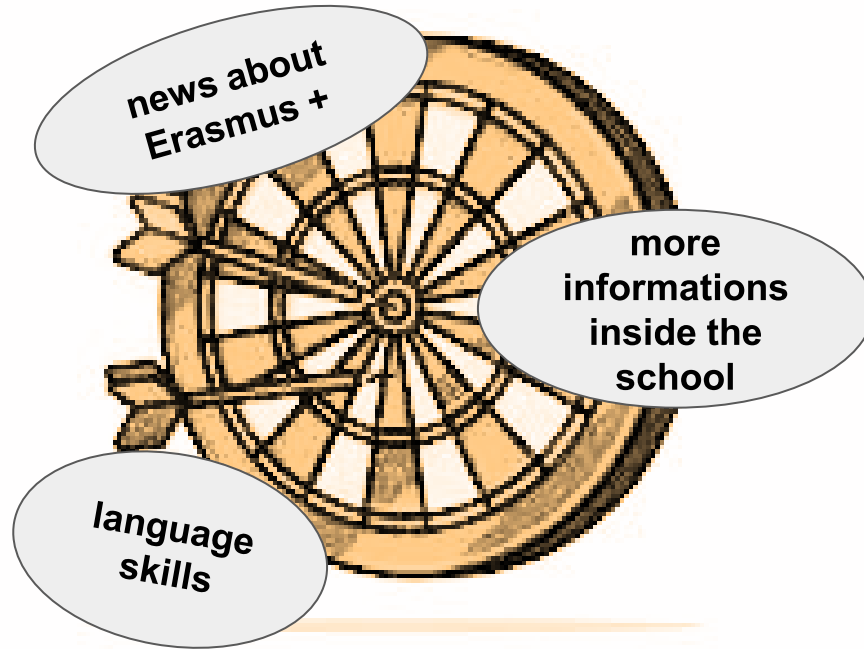 news about
Erasmus +
more
informations
inside the
school
language
skills